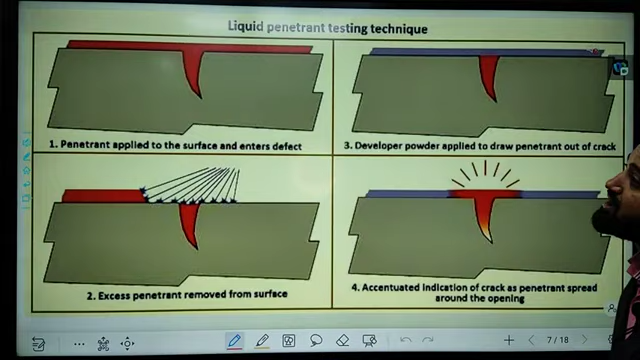 Liquid penetrant testing technique
1. Penetrant applied to the surface and enters defect
3. Developer powder applied to draw penetrant out of crack
2. Excess penetrant removed from surface
4. Accentuated indication of crack as penetrant spread
around the opening
7 / 18